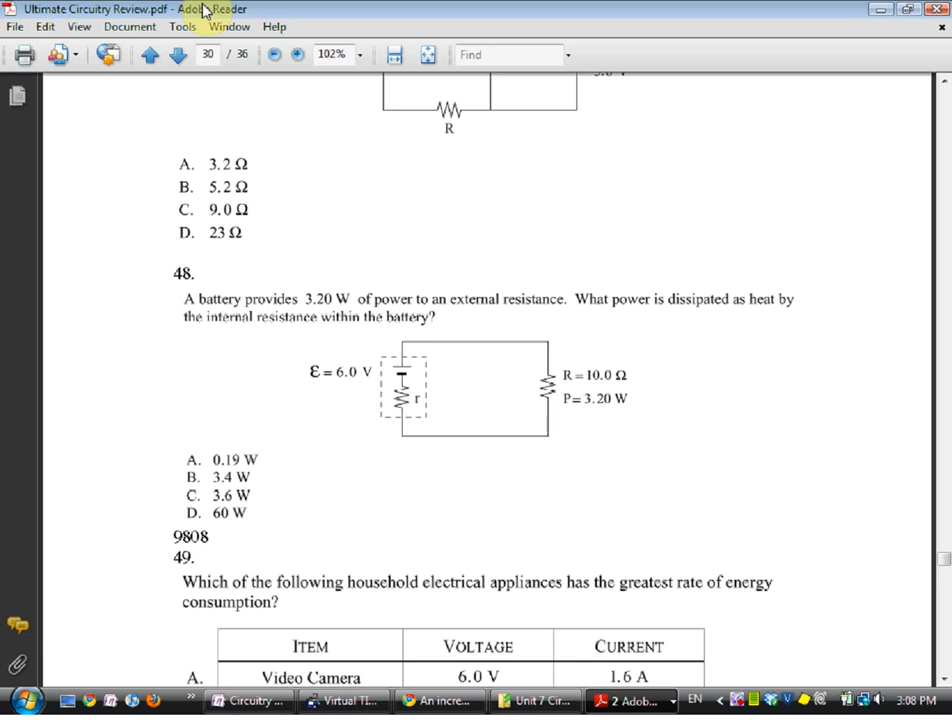 Ultimate Circuitry Review.pdf - Adobe Reader
File Edit View Document Tools Window Help
30 / 36 102% Find
R
A. 3.2 Ω
B. 5.2 Ω
C. 9.0 Ω
D. 23 Ω
48.
A battery provides 3.20 W of power to an external resistance. What power is dissipated as heat by
the internal resistance within the battery?
Ɛ = 6.0 V
r
R = 10.0 Ω
P= 3.20 W
A. 0.19 W
B. 3.4 W
C. 3.6 W
D. 60 W
9808
49.
Which of the following household electrical appliances has the greatest rate of energy
consumption?
ITEM VOLTAGE CURRENT
A. Video Camera 6.0 V 1.6 A
Circuitry ... Virtual TI... An incre... Unit 7 Cir... 2 Adob... EN 3:08 PM